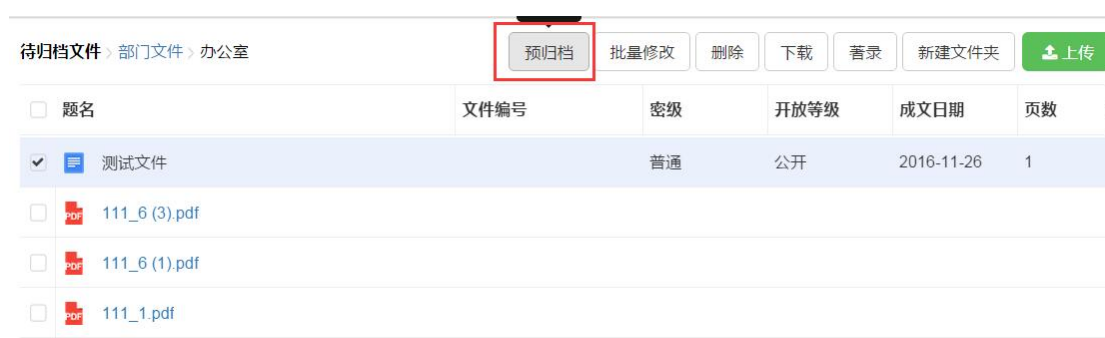 待归档文件 > 部门文件 > 办公室 预归档 批量修改 删除 下载 著录 新建文件夹 上传
题名 文件编号 密级 开放等级 成文日期 页数
测试文件 普通 公开 2016-11-26 1
PDF 111_6 (3).pdf
PDF 111_6 (1).pdf
PDF 111_1.pdf